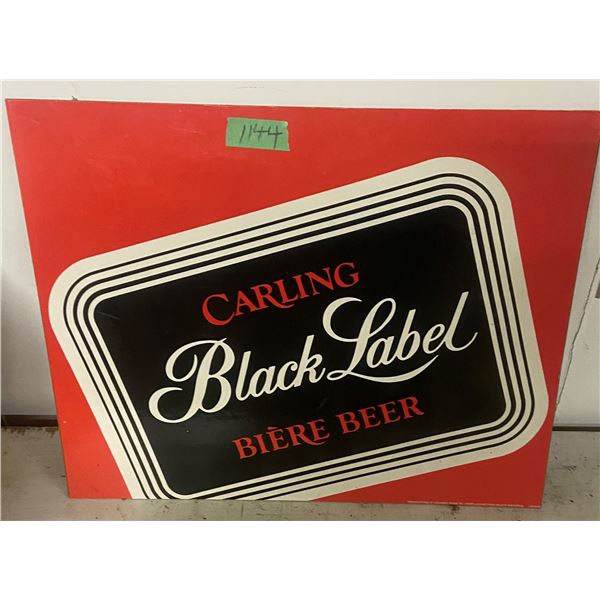 1144
CARLING
Black Label
BIÈRE BEER